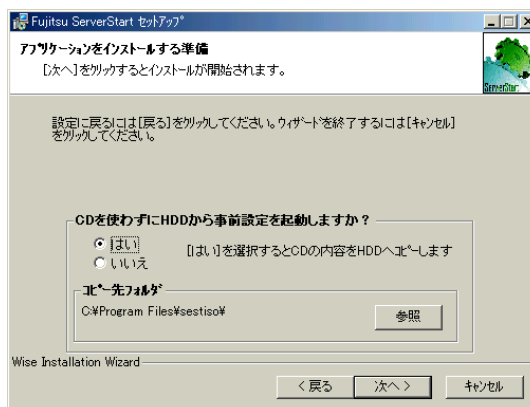 Fujitsu ServerStart セットアップ
アプリケーションをインストールする準備
[次へ]をクリックするとインストールが開始されます。
ServerStart
設定に戻るには[戻る]をクリックしてください。ウィザードを終了するには[キャンセル]
をクリックしてください。
CDを使わずにHDDから事前設定を起動しますか?
はい
[はい]を選択するとCDの内容をHDDへコピーします
いいえ
コピー先フォルダ
C:¥Program Files¥sestiso¥
参照
Wise Installation Wizard
< 戻る
次へ >
キャンセル